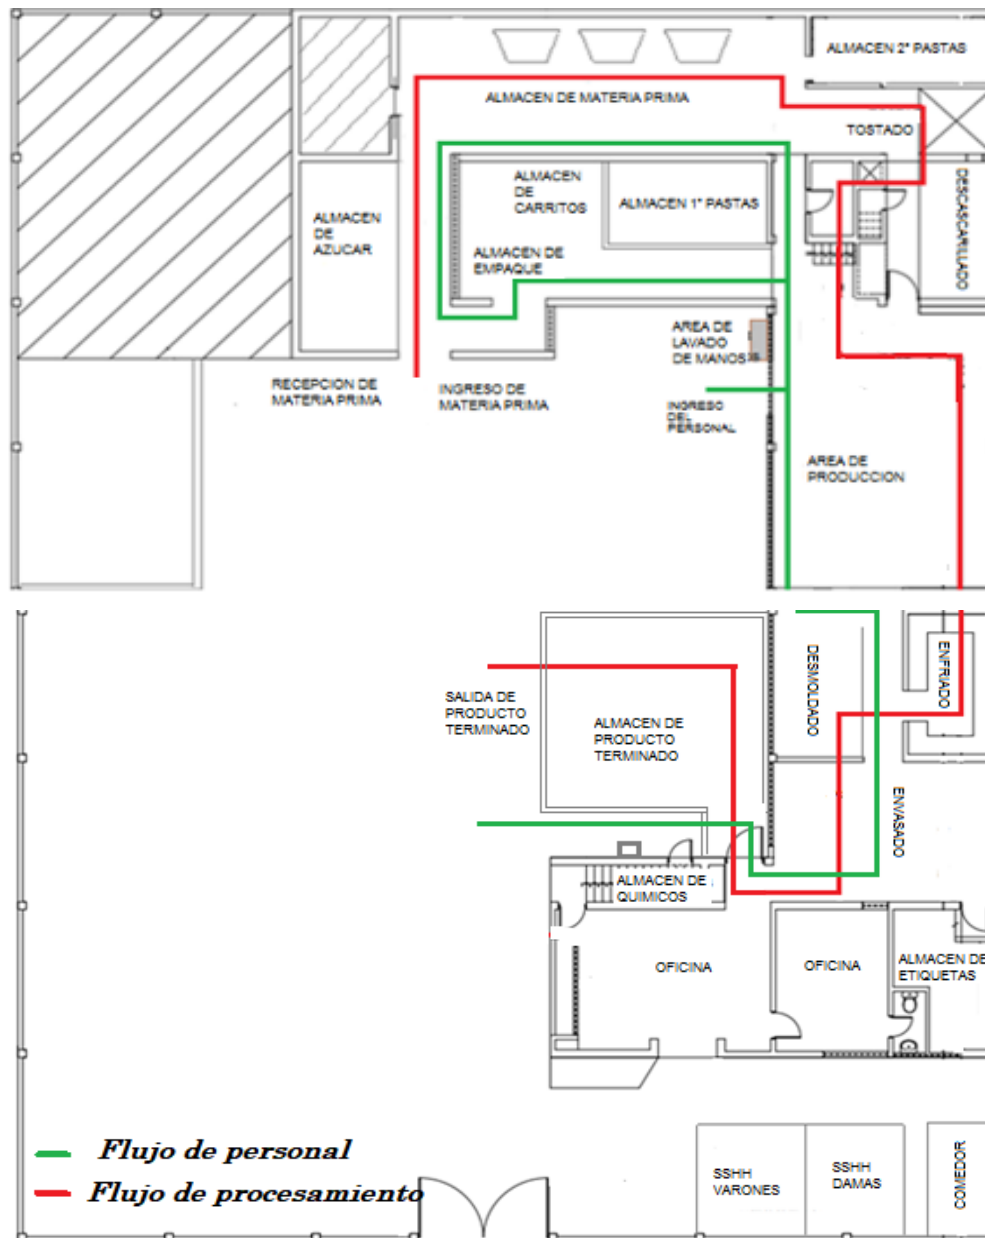 ALMACEN 2° PASTAS
ALMACEN DE MATERIA PRIMA
TOSTADO
DESCASCARILLADO
ALMACEN
DE
CARRITOS
ALMACEN 1° PASTAS
ALMACEN
DE
AZUCAR
ALMACEN DE
EMPAQUE
AREA DE
LAVADO
DE MANOS
RECEPCION DE
MATERIA PRIMA
INGRESO DE
MATERIA PRIMA
INGRESO
DEL
PERSONAL
AREA DE
PRODUCCION
DESMOLDADO
ENFRIADO
SALIDA DE
PRODUCTO
TERMINADO
ALMACEN DE
PRODUCTO
TERMINADO
ENVASADO
ALMACEN DE
QUIMICOS
OFICINA
OFICINA
ALMACEN DE
ETIQUETAS
Flujo de personal
Flujo de procesamiento
SSHH
VARONES
SSHH
DAMAS
COMEDOR